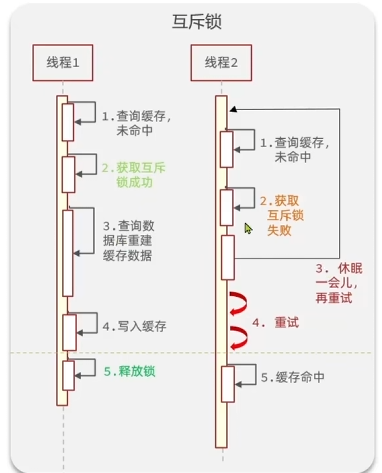 互斥锁
线程1
线程2
1.查询缓存，
未命中
2.获取互斥
锁成功
3.查询数
据库重建
缓存数据
4.写入缓存
5.释放锁
1.查询缓存，
未命中
2.获取
互斥锁
失败
3. 休眠
一会儿，
再重试
4. 重试
5.缓存命中